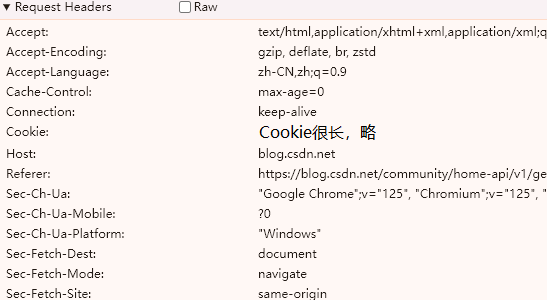 Request Headers Raw
Accept: text/html,application/xhtml+xml,application/xml;q
Accept-Encoding: gzip, deflate, br, zstd
Accept-Language: zh-CN,zh;q=0.9
Cache-Control: max-age=0
Connection: keep-alive
Cookie: Cookie很长，略
Host: blog.csdn.net
Referer: https://blog.csdn.net/community/home-api/v1/ge
Sec-Ch-Ua: "Google Chrome";v="125", "Chromium";v="125", "
Sec-Ch-Ua-Mobile: ?0
Sec-Ch-Ua-Platform: "Windows"
Sec-Fetch-Dest: document
Sec-Fetch-Mode: navigate
Sec-Fetch-Site: same-origin